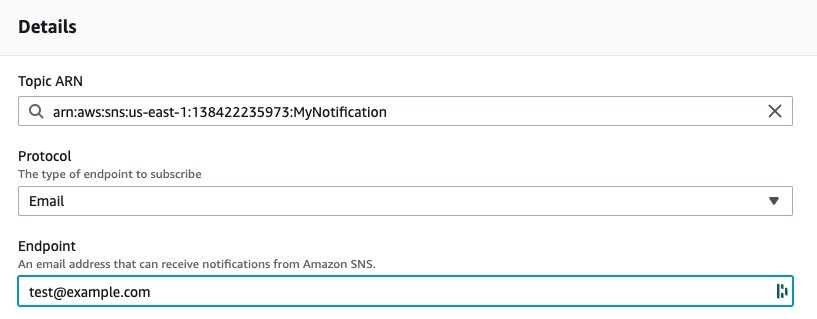 Details
Topic ARN
arn:aws:sns:us-east-1:138422235973:MyNotification
Protocol
The type of endpoint to subscribe
Email
Endpoint
An email address that can receive notifications from Amazon SNS.
test@example.com